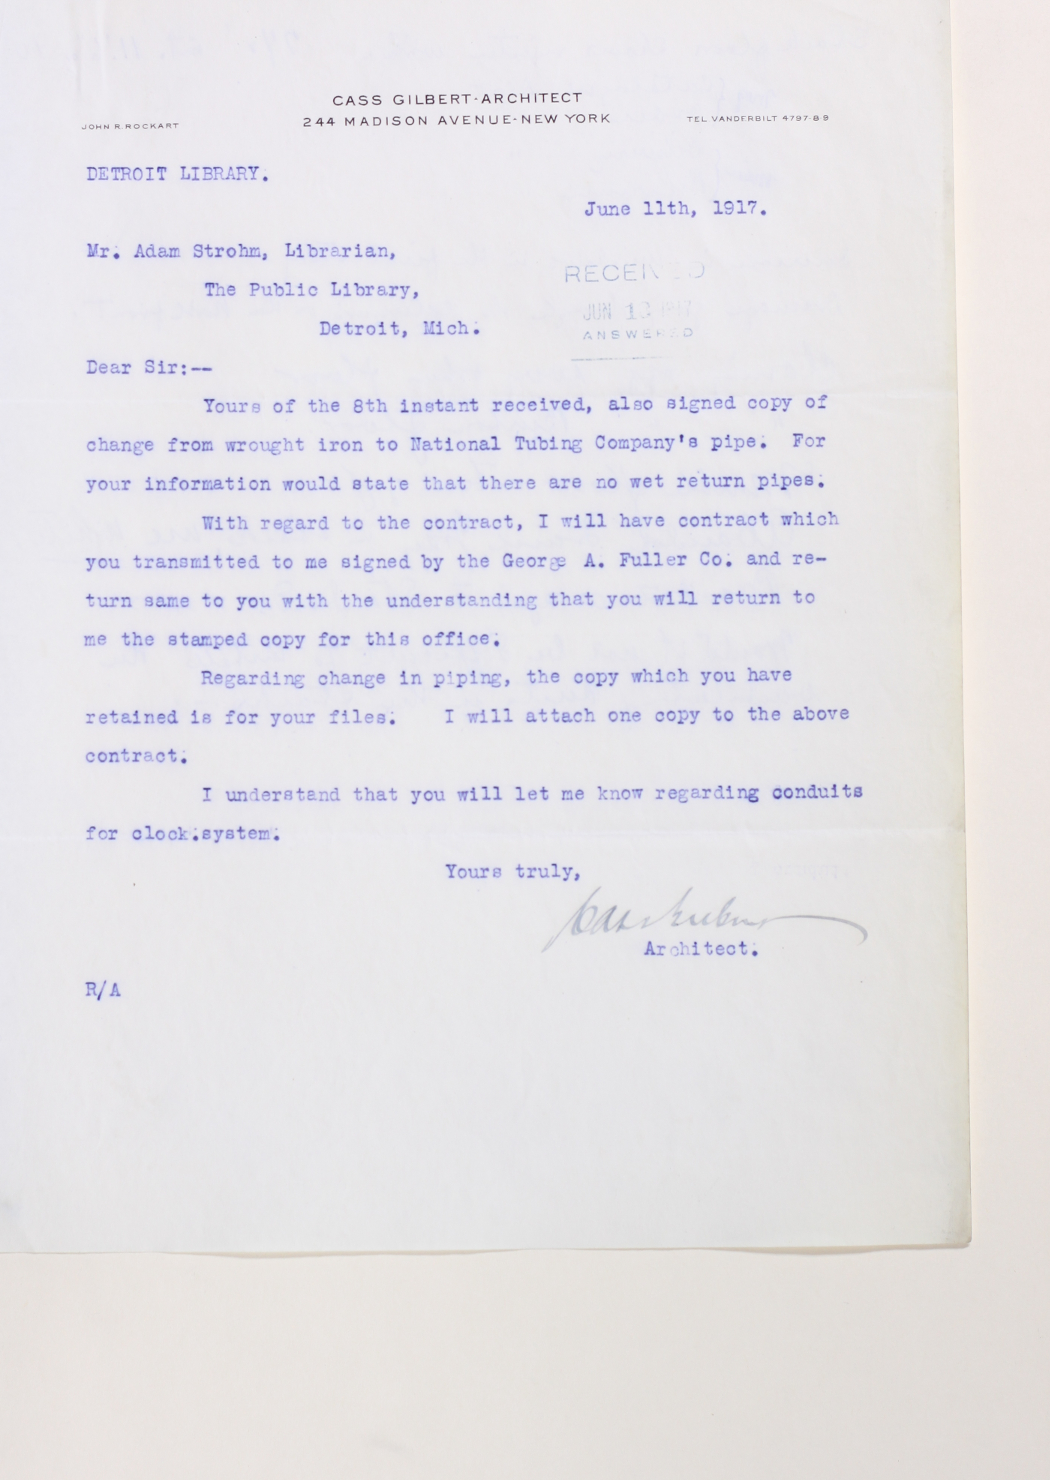 CASS GILBERT-ARCHITECT
244 MADISON AVENUE-NEW YORK
JOHN R. ROCKART
TEL VANDERBILT 4797-8-9
DETROIT LIBRARY.
June 11th, 1917.
Mr. Adam Strohm, Librarian,
The Public Library,
Detroit, Mich.
RECEIVED
JUN 13 1917
ANSWERED
Dear Sir:--
Yours of the 8th instant received, also signed copy of
change from wrought iron to National Tubing Company's pipe. For
your information would state that there are no wet return pipes.
With regard to the contract, I will have contract which
you transmitted to me signed by the George A. Fuller Co. and re-
turn same to you with the understanding that you will return to
me the stamped copy for this office.
Regarding change in piping, the copy which you have
retained is for your files. I will attach one copy to the above
contract.
I understand that you will let me know regarding conduits
for clock.system.
Yours truly,
Cass Gilbert
Architect.
R/A